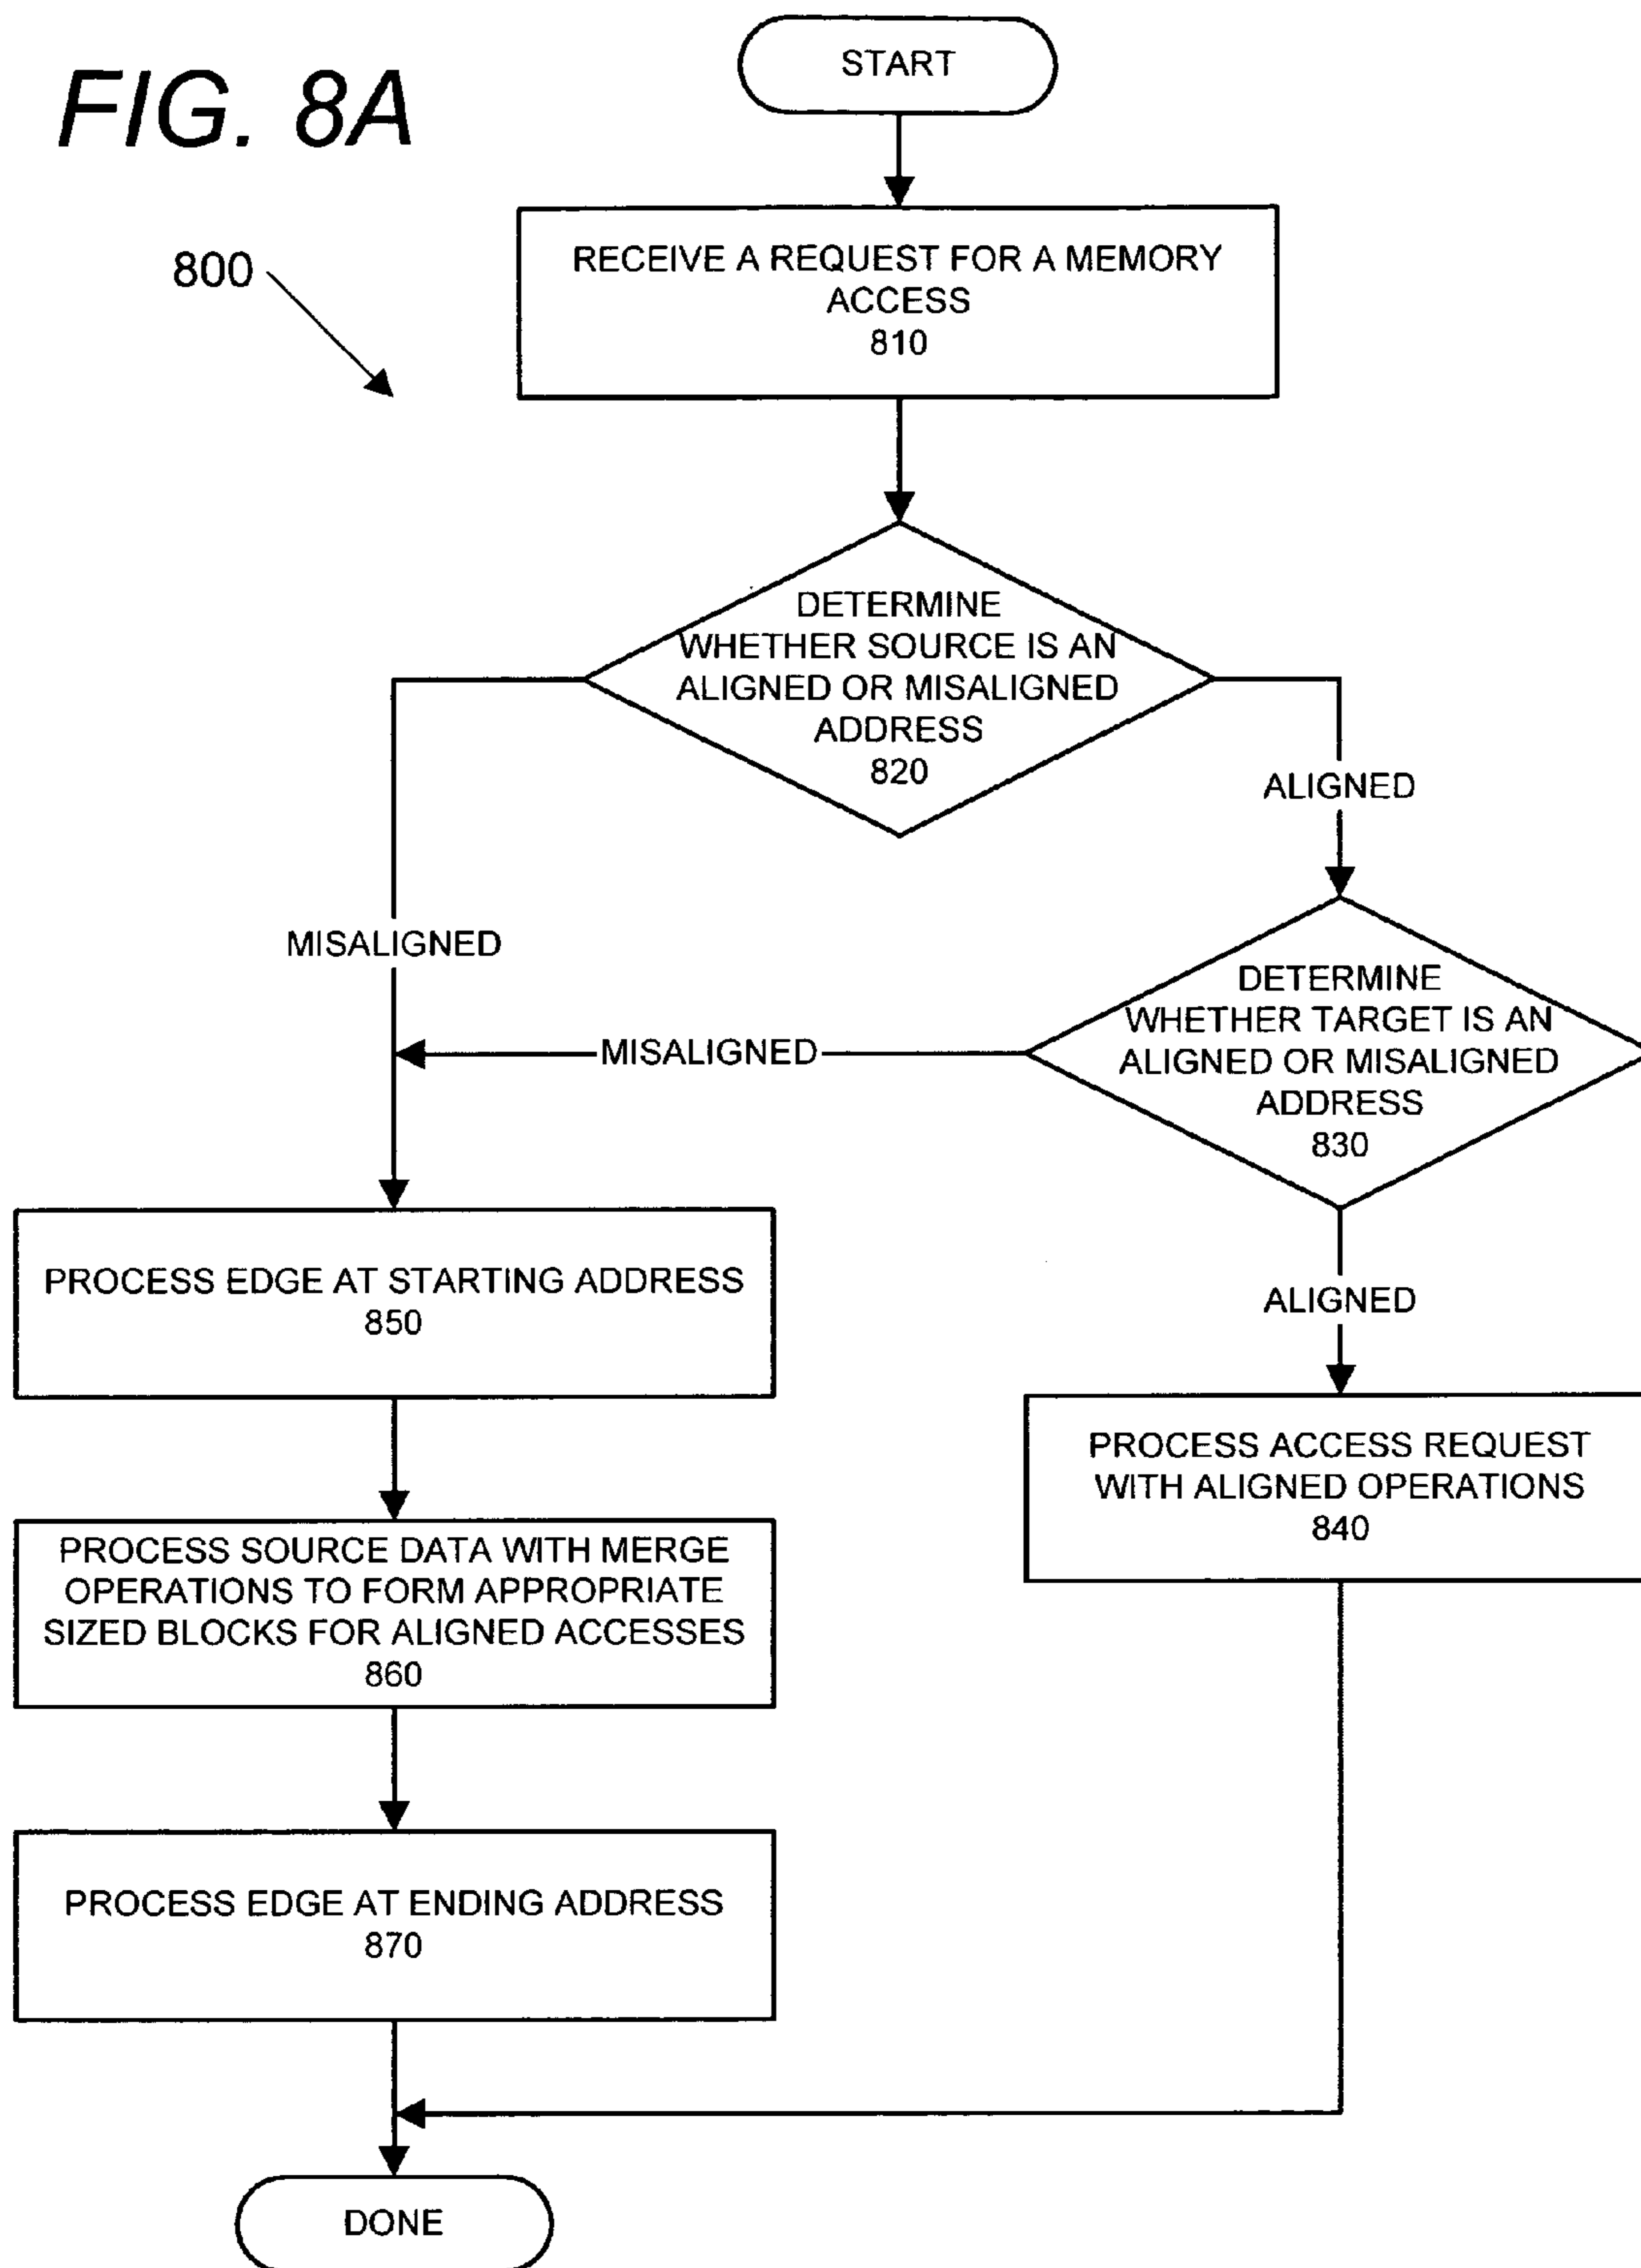 FIG. 8A
START
800
RECEIVE A REQUEST FOR A MEMORY
ACCESS
810
DETERMINE
WHETHER SOURCE IS AN
ALIGNED OR MISALIGNED
ADDRESS
820
ALIGNED
MISALIGNED
DETERMINE
WHETHER TARGET IS AN
ALIGNED OR MISALIGNED
ADDRESS
830
MISALIGNED
ALIGNED
PROCESS EDGE AT STARTING ADDRESS
850
PROCESS ACCESS REQUEST
WITH ALIGNED OPERATIONS
840
PROCESS SOURCE DATA WITH MERGE
OPERATIONS TO FORM APPROPRIATE
SIZED BLOCKS FOR ALIGNED ACCESSES
860
PROCESS EDGE AT ENDING ADDRESS
870
DONE